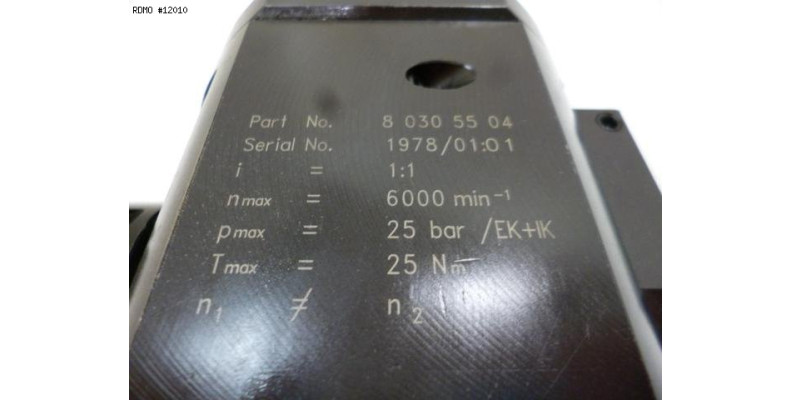 RDMO #12010
Part No. 8 030 55 04
Serial No. 1978/01:01
i = 1:1
nmax = 6000 min⁻¹
pmax = 25 bar /EK+IK
Tmax = 25 Nm
n₁ ≠ n₂